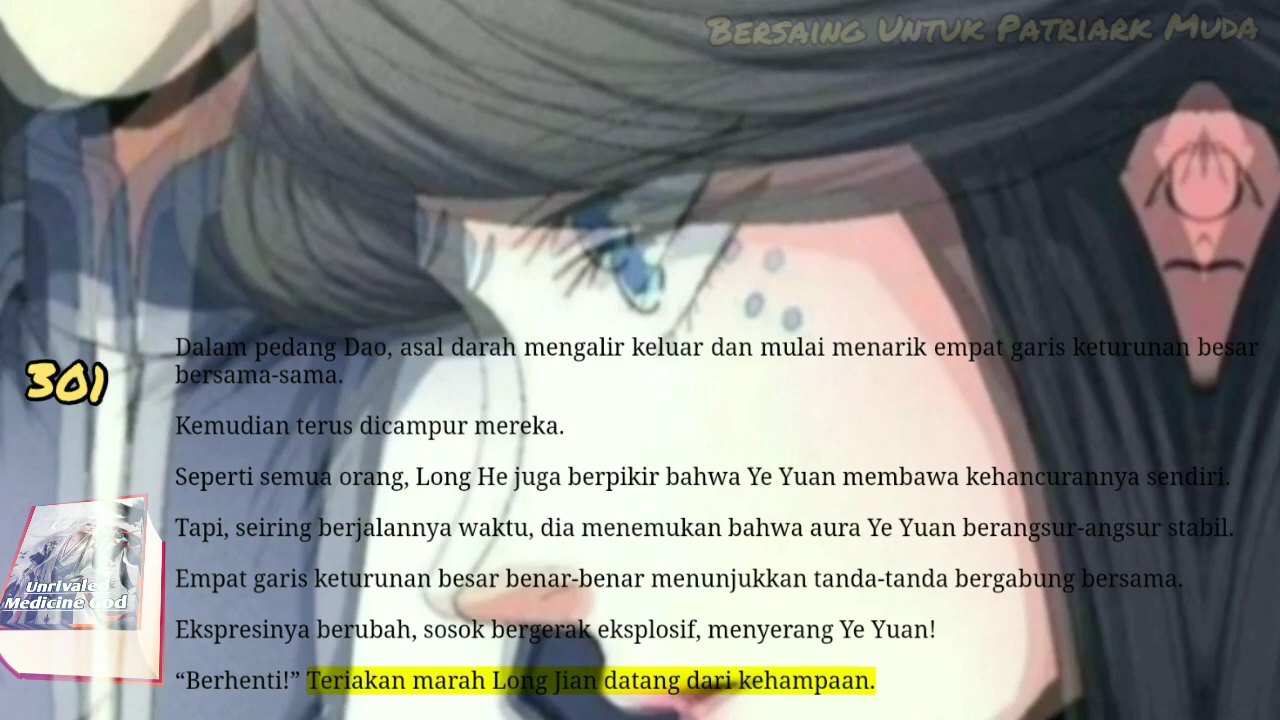 Bersaing Untuk Patriark Muda
301
Dalam pedang Dao, asal darah mengalir keluar dan mulai menarik empat garis keturunan besar
bersama-sama.
Kemudian terus dicampur mereka.
Seperti semua orang, Long He juga berpikir bahwa Ye Yuan membawa kehancurannya sendiri.
Tapi, seiring berjalannya waktu, dia menemukan bahwa aura Ye Yuan berangsur-angsur stabil.
Empat garis keturunan besar benar-benar menunjukkan tanda-tanda bergabung bersama.
Ekspresinya berubah, sosok bergerak eksplosif, menyerang Ye Yuan!
“Berhenti!” Teriakan marah Long Jian datang dari kehampaan.
Unrivaled
Medicine God